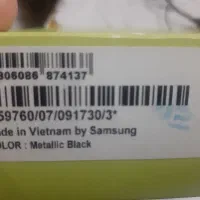 806086 874137
59760/07/091730/3*
de in Vietnam by Samsung
OLOR : Metallic Black